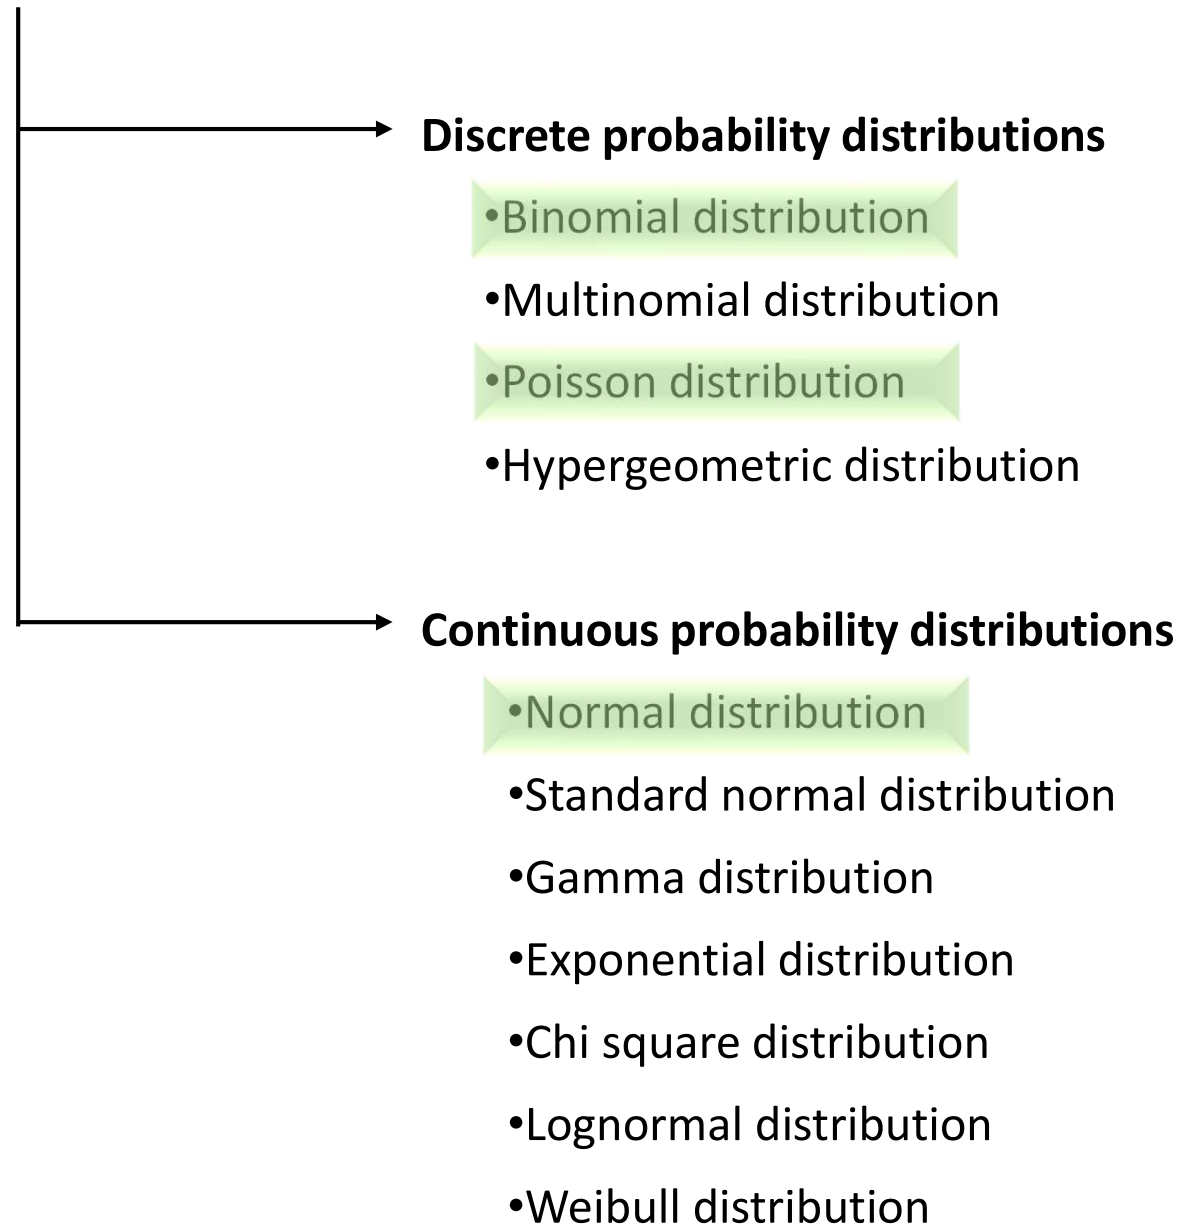 Discrete probability distributions
•Binomial distribution
•Multinomial distribution
•Poisson distribution
•Hypergeometric distribution
Continuous probability distributions
•Normal distribution
•Standard normal distribution
•Gamma distribution
•Exponential distribution
•Chi square distribution
•Lognormal distribution
•Weibull distribution